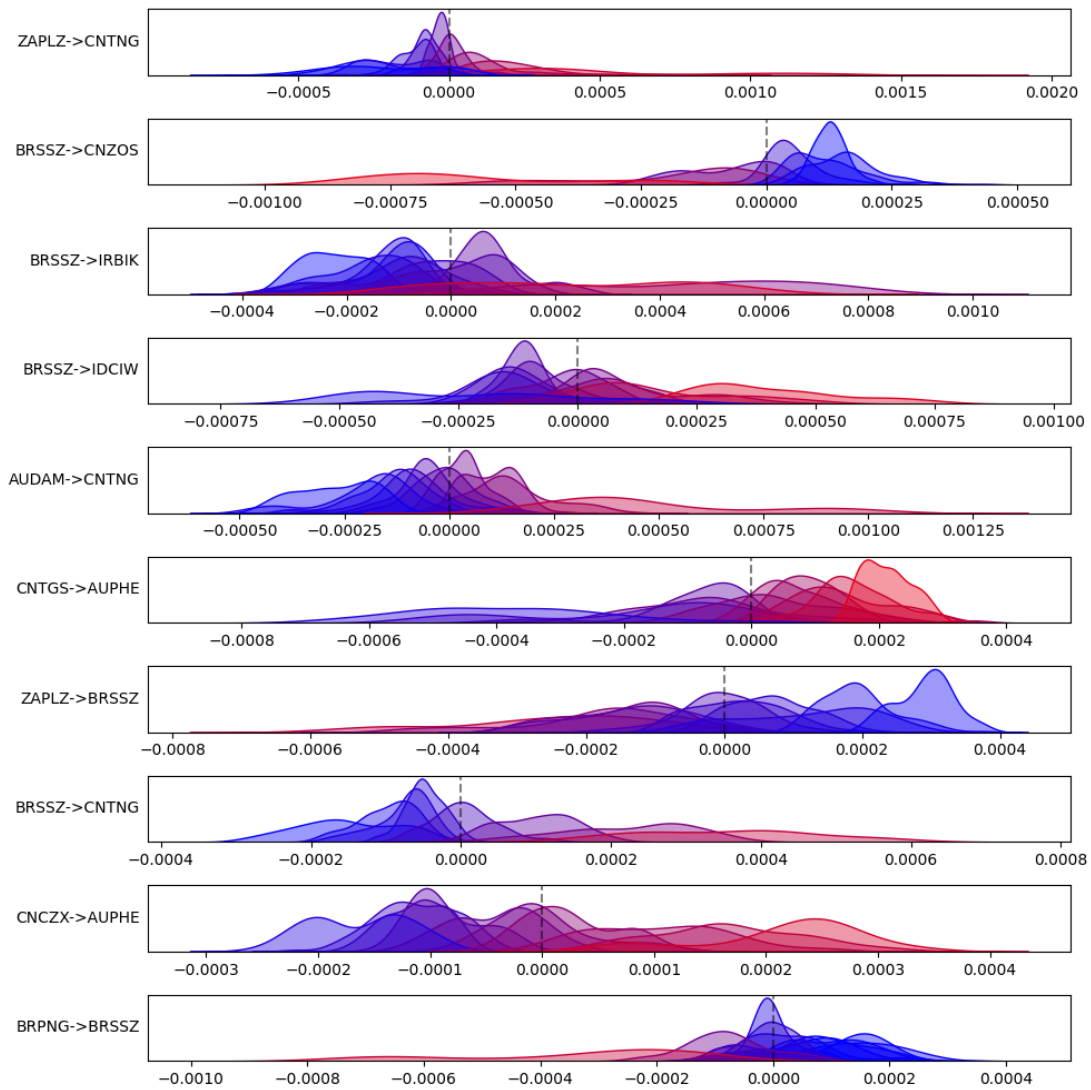 ZAPLZ->CNTNG
−0.0005 0.0000 0.0005 0.0010 0.0015 0.0020
BRSSZ->CNZOS
−0.00100 −0.00075 −0.00050 −0.00025 0.00000 0.00025 0.00050
BRSSZ->IRBIK
−0.0004 −0.0002 0.0000 0.0002 0.0004 0.0006 0.0008 0.0010
BRSSZ->IDCIW
−0.00075 −0.00050 −0.00025 0.00000 0.00025 0.00050 0.00075 0.00100
AUDAM->CNTNG
−0.00050 −0.00025 0.00000 0.00025 0.00050 0.00075 0.00100 0.00125
CNTGS->AUPHE
−0.0008 −0.0006 −0.0004 −0.0002 0.0000 0.0002 0.0004
ZAPLZ->BRSSZ
−0.0008 −0.0006 −0.0004 −0.0002 0.0000 0.0002 0.0004
BRSSZ->CNTNG
−0.0004 −0.0002 0.0000 0.0002 0.0004 0.0006 0.0008
CNCZX->AUPHE
−0.0003 −0.0002 −0.0001 0.0000 0.0001 0.0002 0.0003 0.0004
BRPNG->BRSSZ
−0.0010 −0.0008 −0.0006 −0.0004 −0.0002 0.0000 0.0002 0.0004